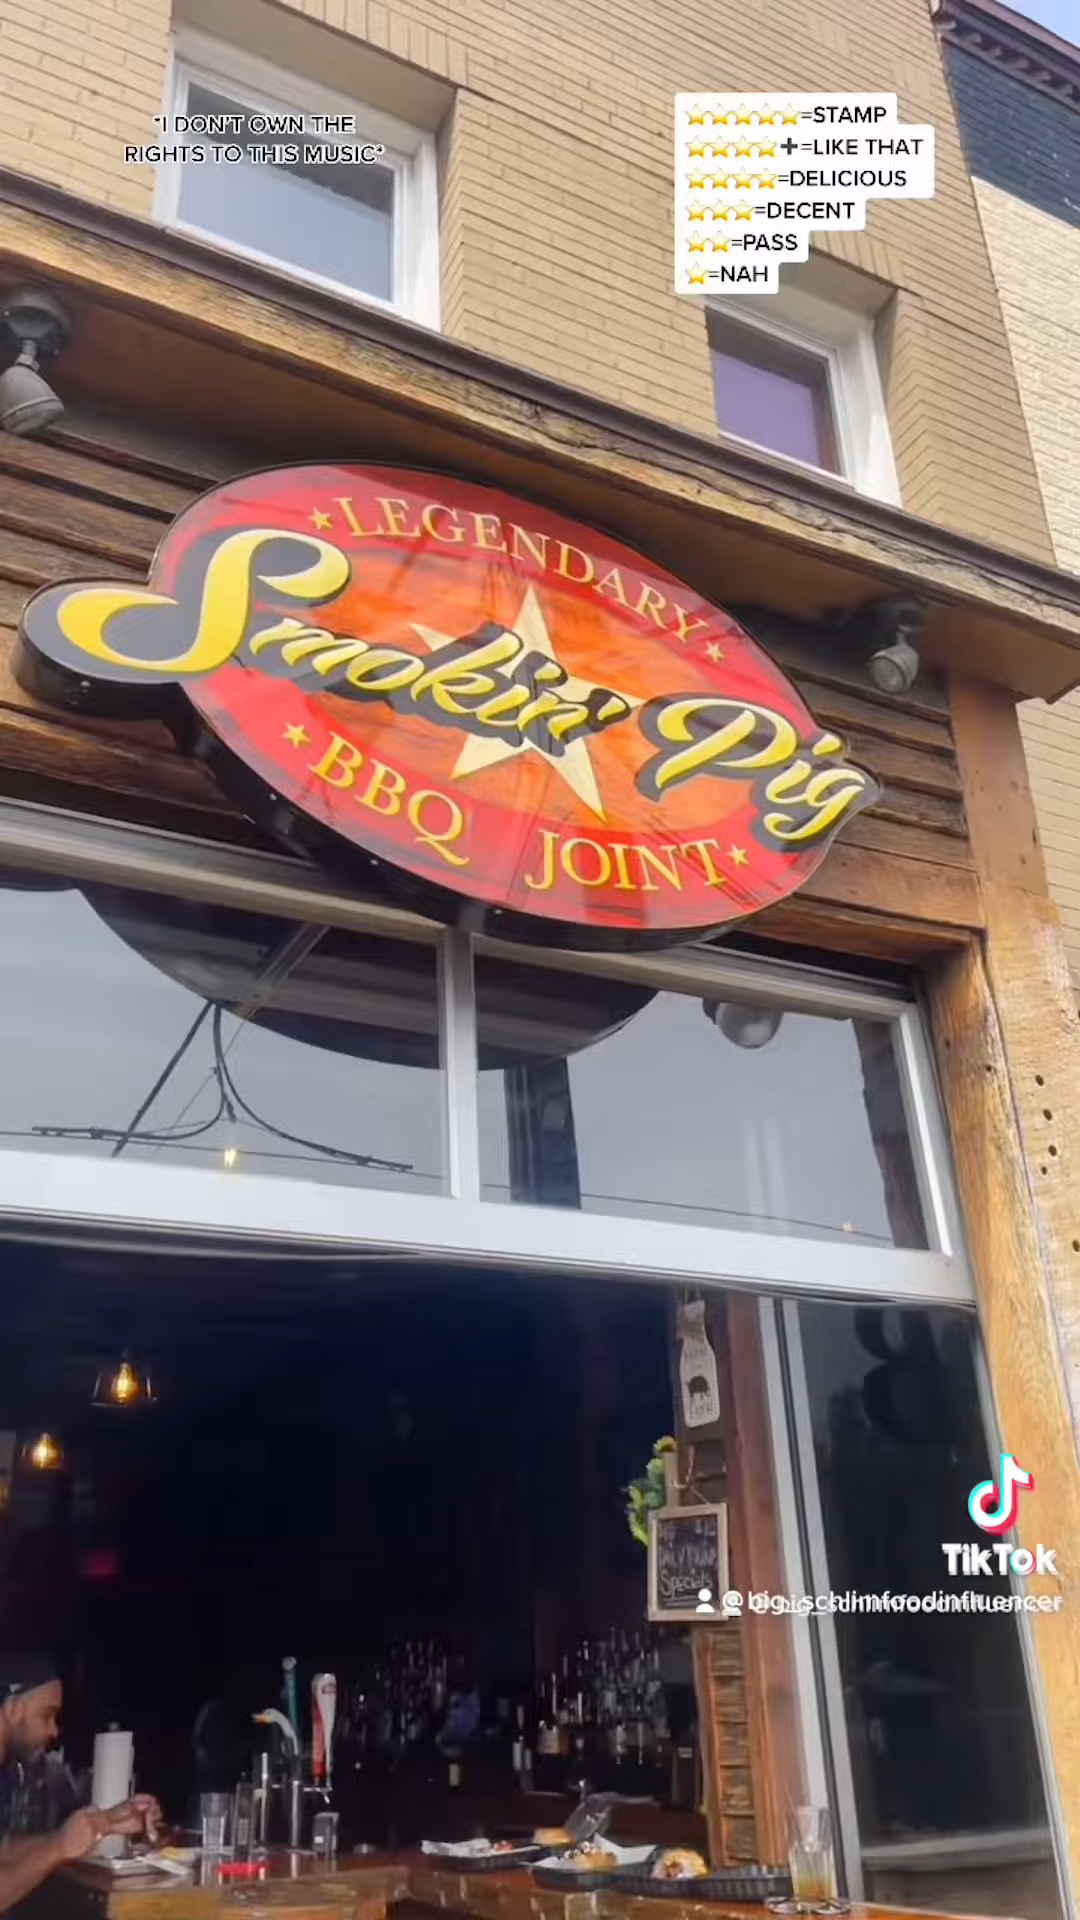 *I DON'T OWN THE
RIGHTS TO THIS MUSIC*
⭐⭐⭐⭐⭐=STAMP
⭐⭐⭐⭐➕=LIKE THAT
⭐⭐⭐⭐=DELICIOUS
⭐⭐⭐=DECENT
⭐⭐=PASS
⭐=NAH
LEGENDARY
Smokin' Pig
BBQ JOINT
Specials
TikTok
@big_schlimfoodinfluencer